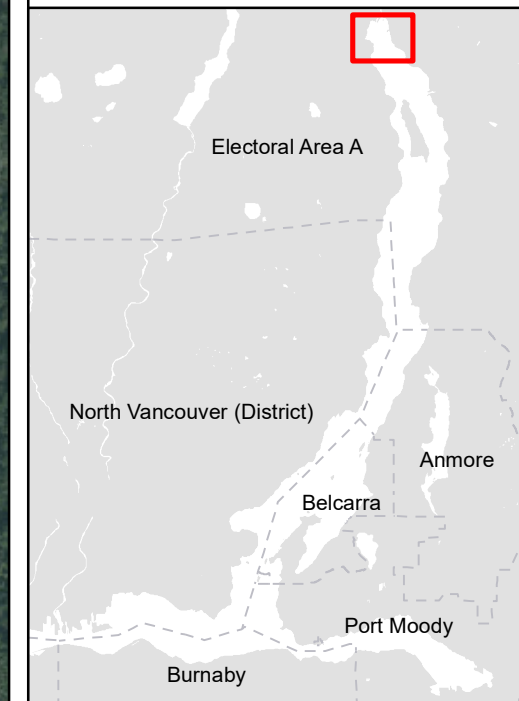 Electoral Area A
North Vancouver (District)
Anmore
Belcarra
Port Moody
Burnaby